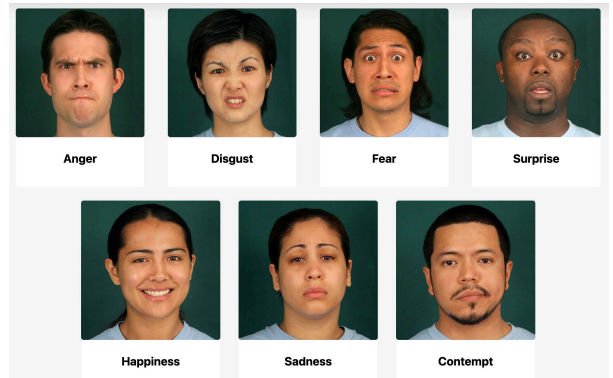 Anger
Disgust
Fear
Surprise
Happiness
Sadness
Contempt